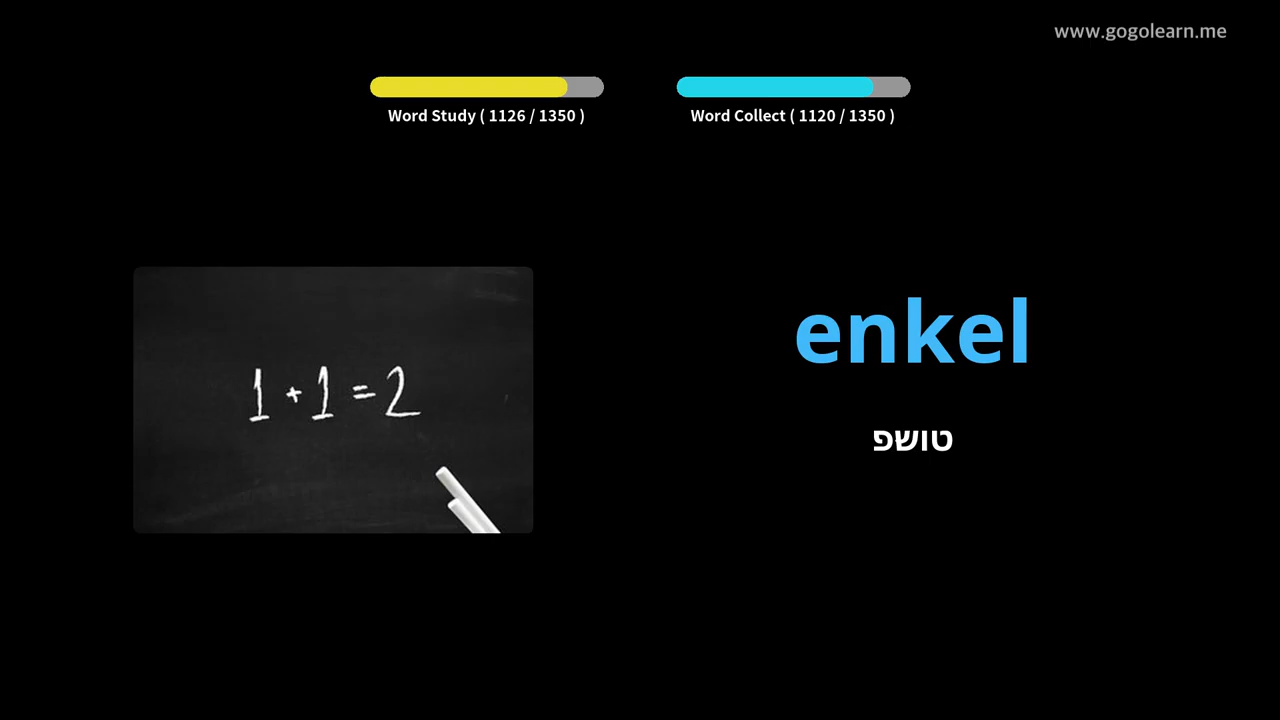 www.gogolearn.me
Word Study ( 1126 / 1350 )
Word Collect ( 1120 / 1350 )
1 + 1 = 2
enkel
טושפ